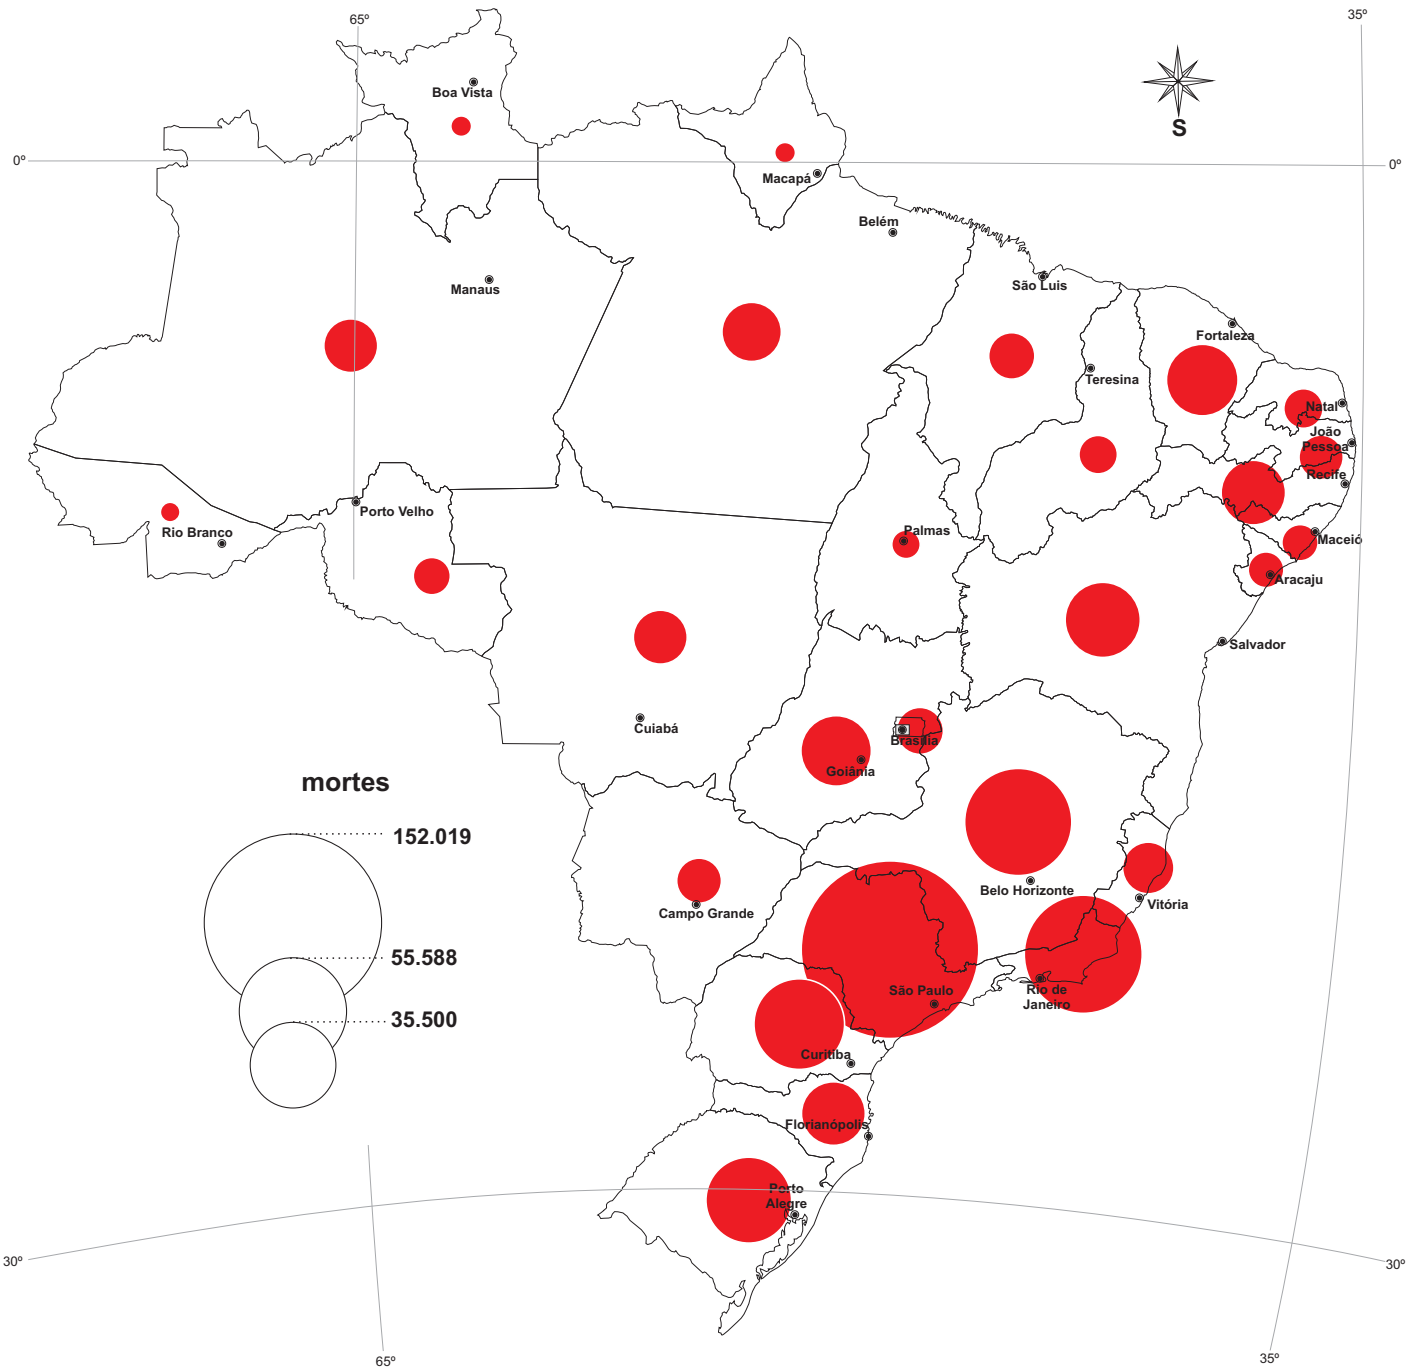 65º
35º
Boa Vista
S
0º
0º
Macapá
Belém
Manaus
São Luis
Fortaleza
Teresina
Natal
João
Pessoa
Recife
Porto Velho
Rio Branco
Palmas
Maceió
Aracaju
Salvador
Cuiabá
Brasília
Goiânia
mortes
152.019
55.588
35.500
Belo Horizonte
Vitória
Campo Grande
São Paulo
Rio de
Janeiro
Curitiba
Florianópolis
Porto
Alegre
30º
30º
65º
35º